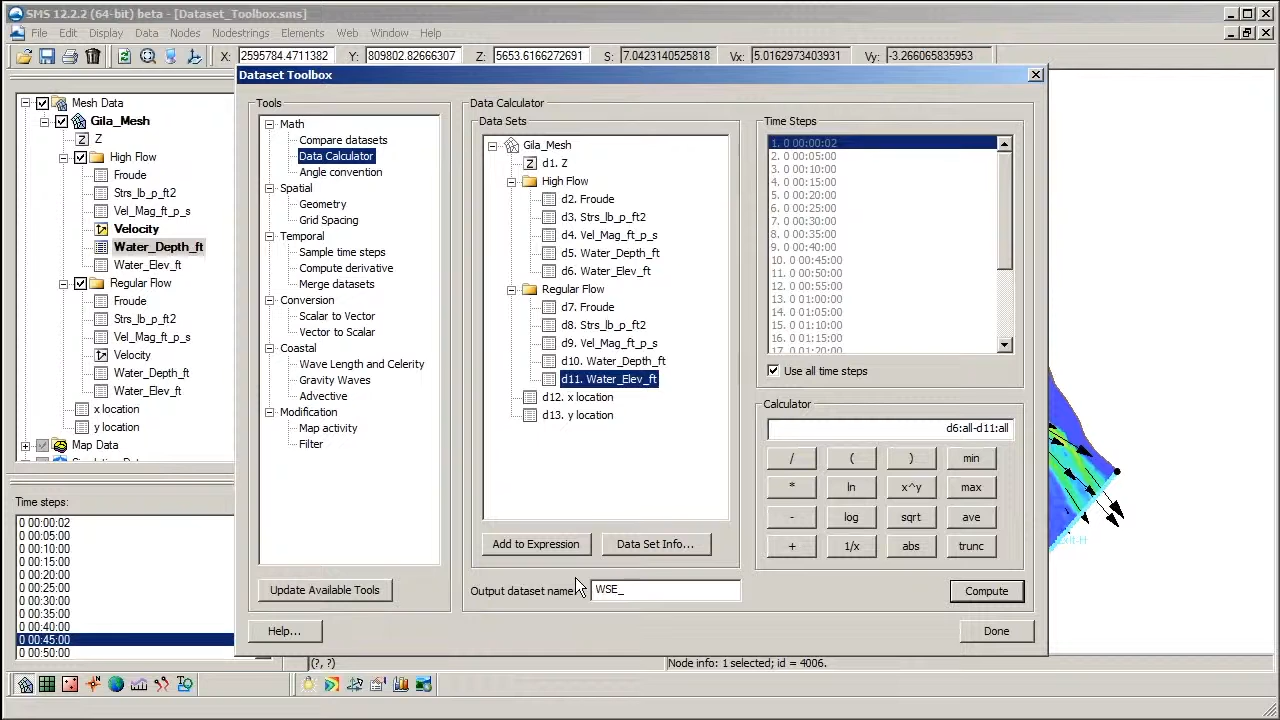 SMS 12.2.2 (64-bit) beta - [Dataset_Toolbox.sms]
File Edit Display Data Nodes Nodestrings Elements Web Window Help
X: 2595784.4711382 Y: 809802.82666307 Z: 5653.6166272691 S: 7.0423140525818 Vx: 5.0162973403931 Vy: -3.266065835953
Mesh Data
Gila_Mesh
Z
High Flow
Froude
Strs_lb_p_ft2
Vel_Mag_ft_p_s
Velocity
Water_Depth_ft
Water_Elev_ft
Regular Flow
Froude
Strs_lb_p_ft2
Vel_Mag_ft_p_s
Velocity
Water_Depth_ft
Water_Elev_ft
x location
y location
Map Data
Time steps:
0 00:00:02
0 00:05:00
0 00:10:00
0 00:15:00
0 00:20:00
0 00:25:00
0 00:30:00
0 00:35:00
0 00:40:00
0 00:45:00
0 00:50:00
Dataset Toolbox
Tools
Math
Compare datasets
Data Calculator
Angle convention
Spatial
Geometry
Grid Spacing
Temporal
Sample time steps
Compute derivative
Merge datasets
Conversion
Scalar to Vector
Vector to Scalar
Coastal
Wave Length and Celerity
Gravity Waves
Advective
Modification
Map activity
Filter
Update Available Tools
Help...
Data Calculator
Data Sets
Gila_Mesh
d1. Z
High Flow
d2. Froude
d3. Strs_lb_p_ft2
d4. Vel_Mag_ft_p_s
d5. Water_Depth_ft
d6. Water_Elev_ft
Regular Flow
d7. Froude
d8. Strs_lb_p_ft2
d9. Vel_Mag_ft_p_s
d10. Water_Depth_ft
d11. Water_Elev_ft
d12. x location
d13. y location
Add to Expression Data Set Info...
Output dataset name: WSE_
Time Steps
1. 0 00:00:02
2. 0 00:05:00
3. 0 00:10:00
4. 0 00:15:00
5. 0 00:20:00
6. 0 00:25:00
7. 0 00:30:00
8. 0 00:35:00
9. 0 00:40:00
10. 0 00:45:00
11. 0 00:50:00
12. 0 00:55:00
13. 0 01:00:00
14. 0 01:05:00
15. 0 01:10:00
16. 0 01:15:00
17. 0 01:20:00
Use all time steps
Calculator
d6:all-d11:all
/ ( ) min
* ln x^y max
- log sqrt ave
+ 1/x abs trunc
Compute
Done
(?, ?)
Node info: 1 selected; id = 4006.